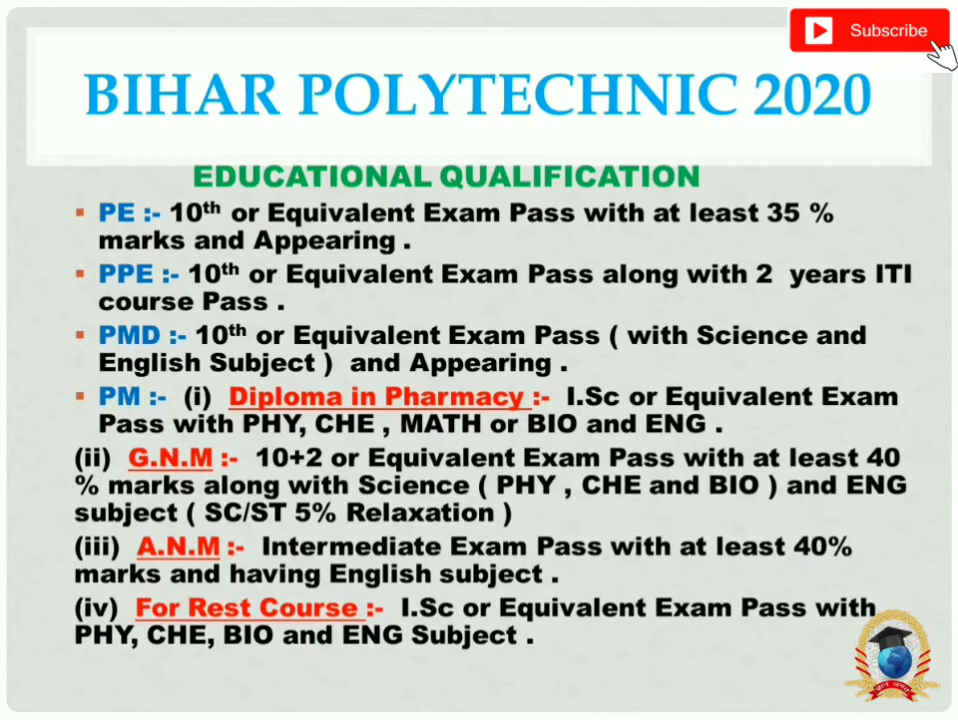 Subscribe
BIHAR POLYTECHNIC 2020
EDUCATIONAL QUALIFICATION
▪ PE :- 10th or Equivalent Exam Pass with at least 35 %
marks and Appearing .
▪ PPE :- 10th or Equivalent Exam Pass along with 2 years ITI
course Pass .
▪ PMD :- 10th or Equivalent Exam Pass ( with Science and
English Subject ) and Appearing .
▪ PM :- (i) Diploma in Pharmacy :- I.Sc or Equivalent Exam
Pass with PHY, CHE , MATH or BIO and ENG .
(ii) G.N.M :- 10+2 or Equivalent Exam Pass with at least 40
% marks along with Science ( PHY , CHE and BIO ) and ENG
subject ( SC/ST 5% Relaxation )
(iii) A.N.M :- Intermediate Exam Pass with at least 40%
marks and having English subject .
(iv) For Rest Course :- I.Sc or Equivalent Exam Pass with
PHY, CHE, BIO and ENG Subject .